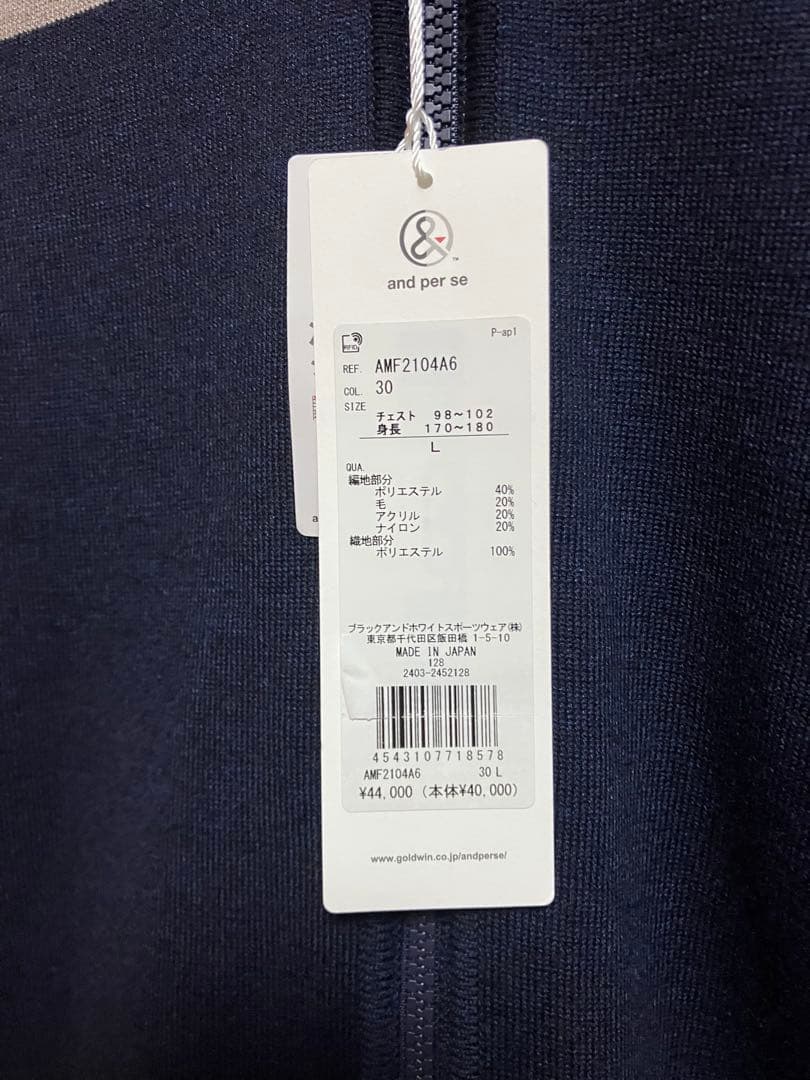 &
TM
and per se
P-ap1
RFID
REF. AMF2104A6
COL. 30
SIZE
チェスト 98～102
身長 170～180
L
QUA.
編地部分
ポリエステル 40%
毛 20%
アクリル 20%
ナイロン 20%
織地部分
ポリエステル 100%
ブラックアンドホワイトスポーツウェア(株)
東京都千代田区飯田橋 1-5-10
MADE IN JAPAN
128
2403-2452128
4543107718578
AMF2104A6 30 L
¥44,000 (本体¥40,000)
www.goldwin.co.jp/andperse/
a